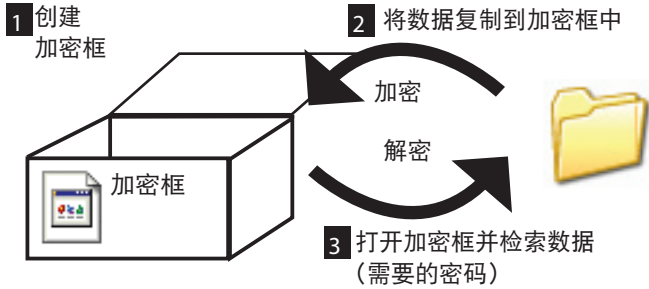 1 创建
加密框
2 将数据复制到加密框中
加密
解密
加密框
3 打开加密框并检索数据
（需要的密码）